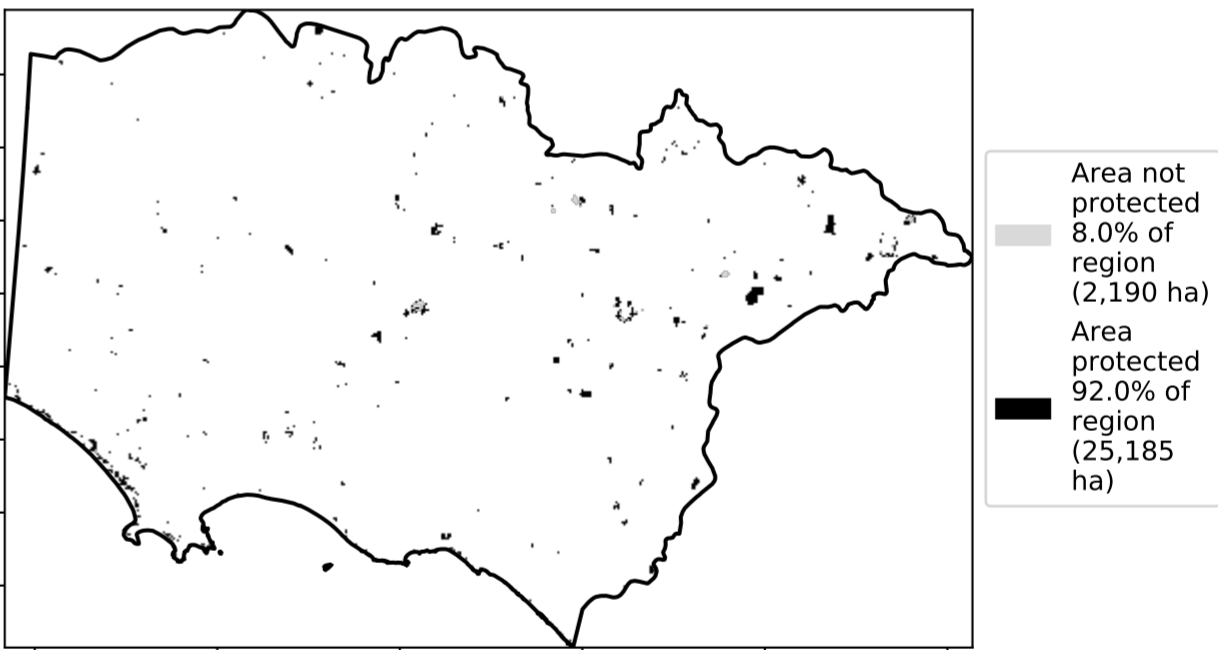 Area not
protected
8.0% of
region
(2,190 ha)
Area
protected
92.0% of
region
(25,185
ha)